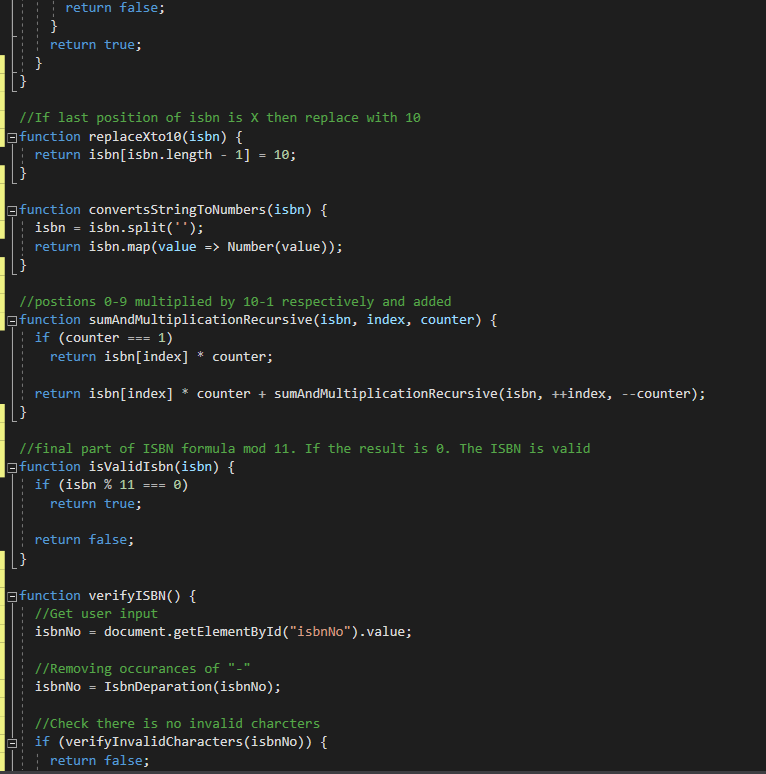 return false;
}
return true;
}
}
//If last position of isbn is X then replace with 10
function replaceXto10(isbn) {
return isbn[isbn.length - 1] = 10;
}
function convertsStringToNumbers(isbn) {
isbn = isbn.split('');
return isbn.map(value => Number(value));
}
//postions 0-9 multiplied by 10-1 respectively and added
function sumAndMultiplicationRecursive(isbn, index, counter) {
if (counter === 1)
return isbn[index] * counter;
return isbn[index] * counter + sumAndMultiplicationRecursive(isbn, ++index, --counter);
}
//final part of ISBN formula mod 11. If the result is 0. The ISBN is valid
function isValidIsbn(isbn) {
if (isbn % 11 === 0)
return true;
return false;
}
function verifyISBN() {
//Get user input
isbnNo = document.getElementById("isbnNo").value;
//Removing occurances of "-"
isbnNo = IsbnDeparation(isbnNo);
//Check there is no invalid charcters
if (verifyInvalidCharacters(isbnNo)) {
return false;